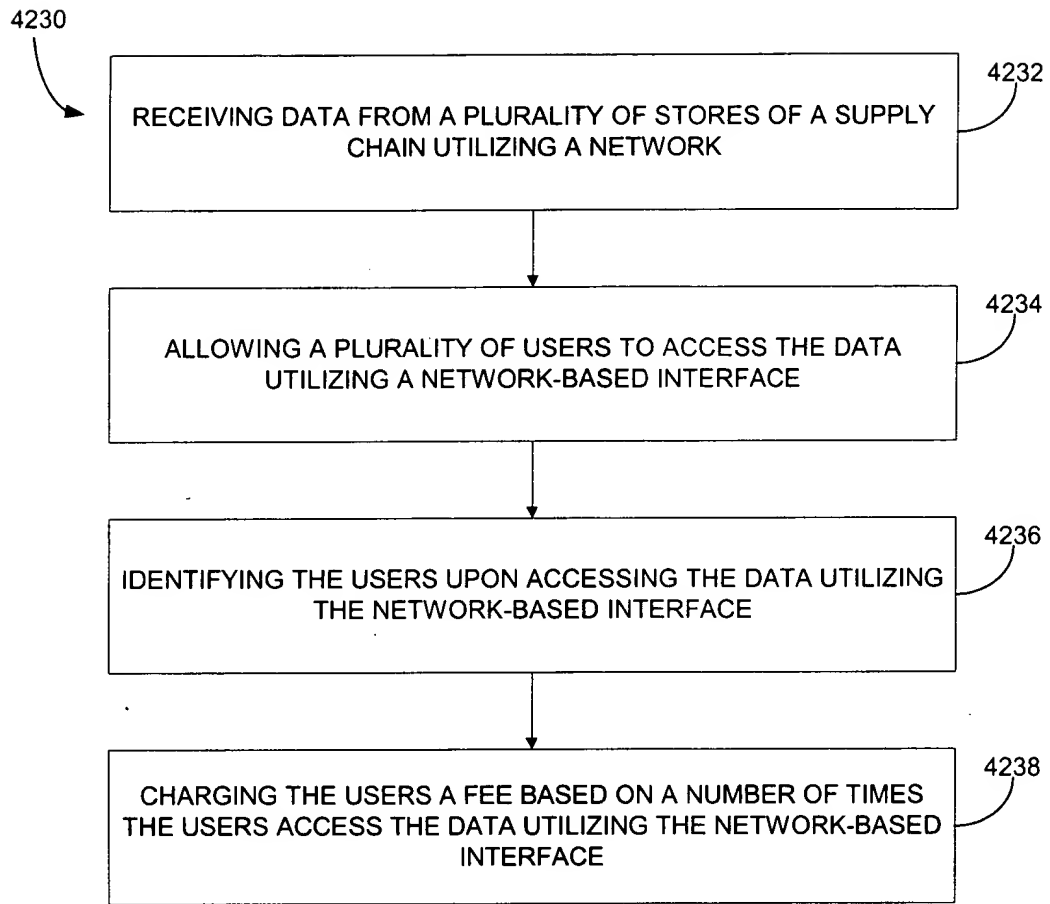 4230
4232
RECEIVING DATA FROM A PLURALITY OF STORES OF A SUPPLY
CHAIN UTILIZING A NETWORK
4234
ALLOWING A PLURALITY OF USERS TO ACCESS THE DATA
UTILIZING A NETWORK-BASED INTERFACE
4236
IDENTIFYING THE USERS UPON ACCESSING THE DATA UTILIZING
THE NETWORK-BASED INTERFACE
4238
CHARGING THE USERS A FEE BASED ON A NUMBER OF TIMES
THE USERS ACCESS THE DATA UTILIZING THE NETWORK-BASED
INTERFACE